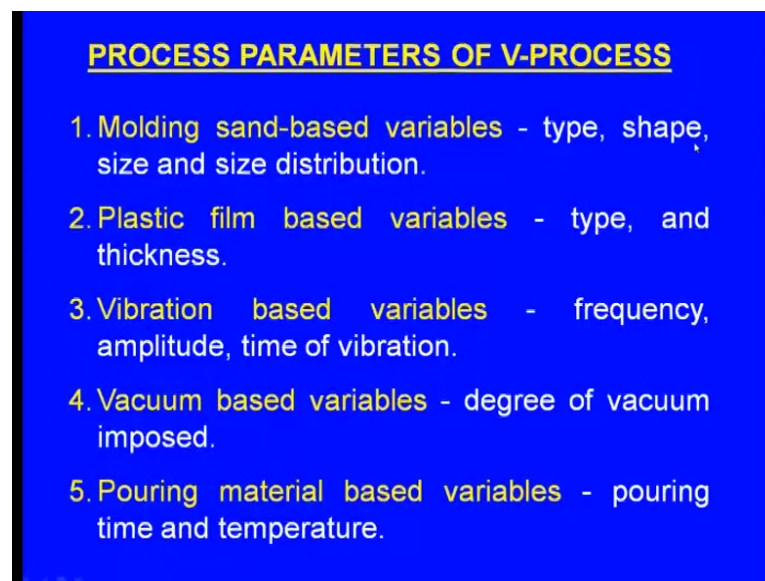 PROCESS PARAMETERS OF V-PROCESS
1. Molding sand-based variables - type, shape,
size and size distribution.
2. Plastic film based variables - type, and
thickness.
3. Vibration based variables - frequency,
amplitude, time of vibration.
4. Vacuum based variables - degree of vacuum
imposed.
5. Pouring material based variables - pouring
time and temperature.